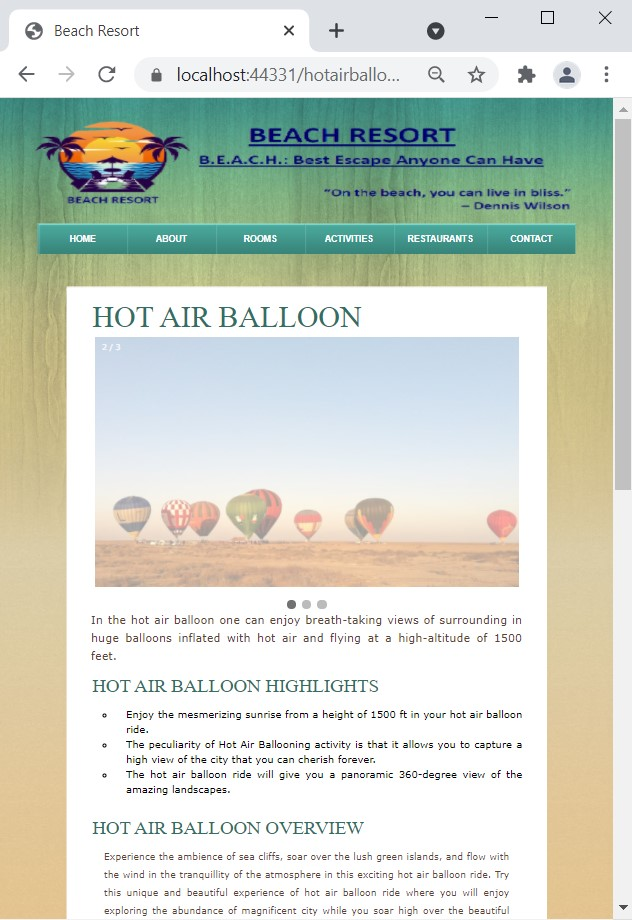 Beach Resort
localhost:44331/hotairballo...
BEACH RESORT
B.E.A.C.H.: Best Escape Anyone Can Have
BEACH RESORT
"On the beach, you can live in bliss."
– Dennis Wilson
HOME ABOUT ROOMS ACTIVITIES RESTAURANTS CONTACT
HOT AIR BALLOON
2 / 3
In the hot air balloon one can enjoy breath-taking views of surrounding in
huge balloons inflated with hot air and flying at a high-altitude of 1500
feet.
HOT AIR BALLOON HIGHLIGHTS
Enjoy the mesmerizing sunrise from a height of 1500 ft in your hot air balloon
ride.
The peculiarity of Hot Air Ballooning activity is that it allows you to capture a
high view of the city that you can cherish forever.
The hot air balloon ride will give you a panoramic 360-degree view of the
amazing landscapes.
HOT AIR BALLOON OVERVIEW
Experience the ambience of sea cliffs, soar over the lush green islands, and flow with
the wind in the tranquillity of the atmosphere in this exciting hot air balloon ride. Try
this unique and beautiful experience of hot air balloon ride where you will enjoy
exploring the abundance of magnificent city while you soar high over the beautiful